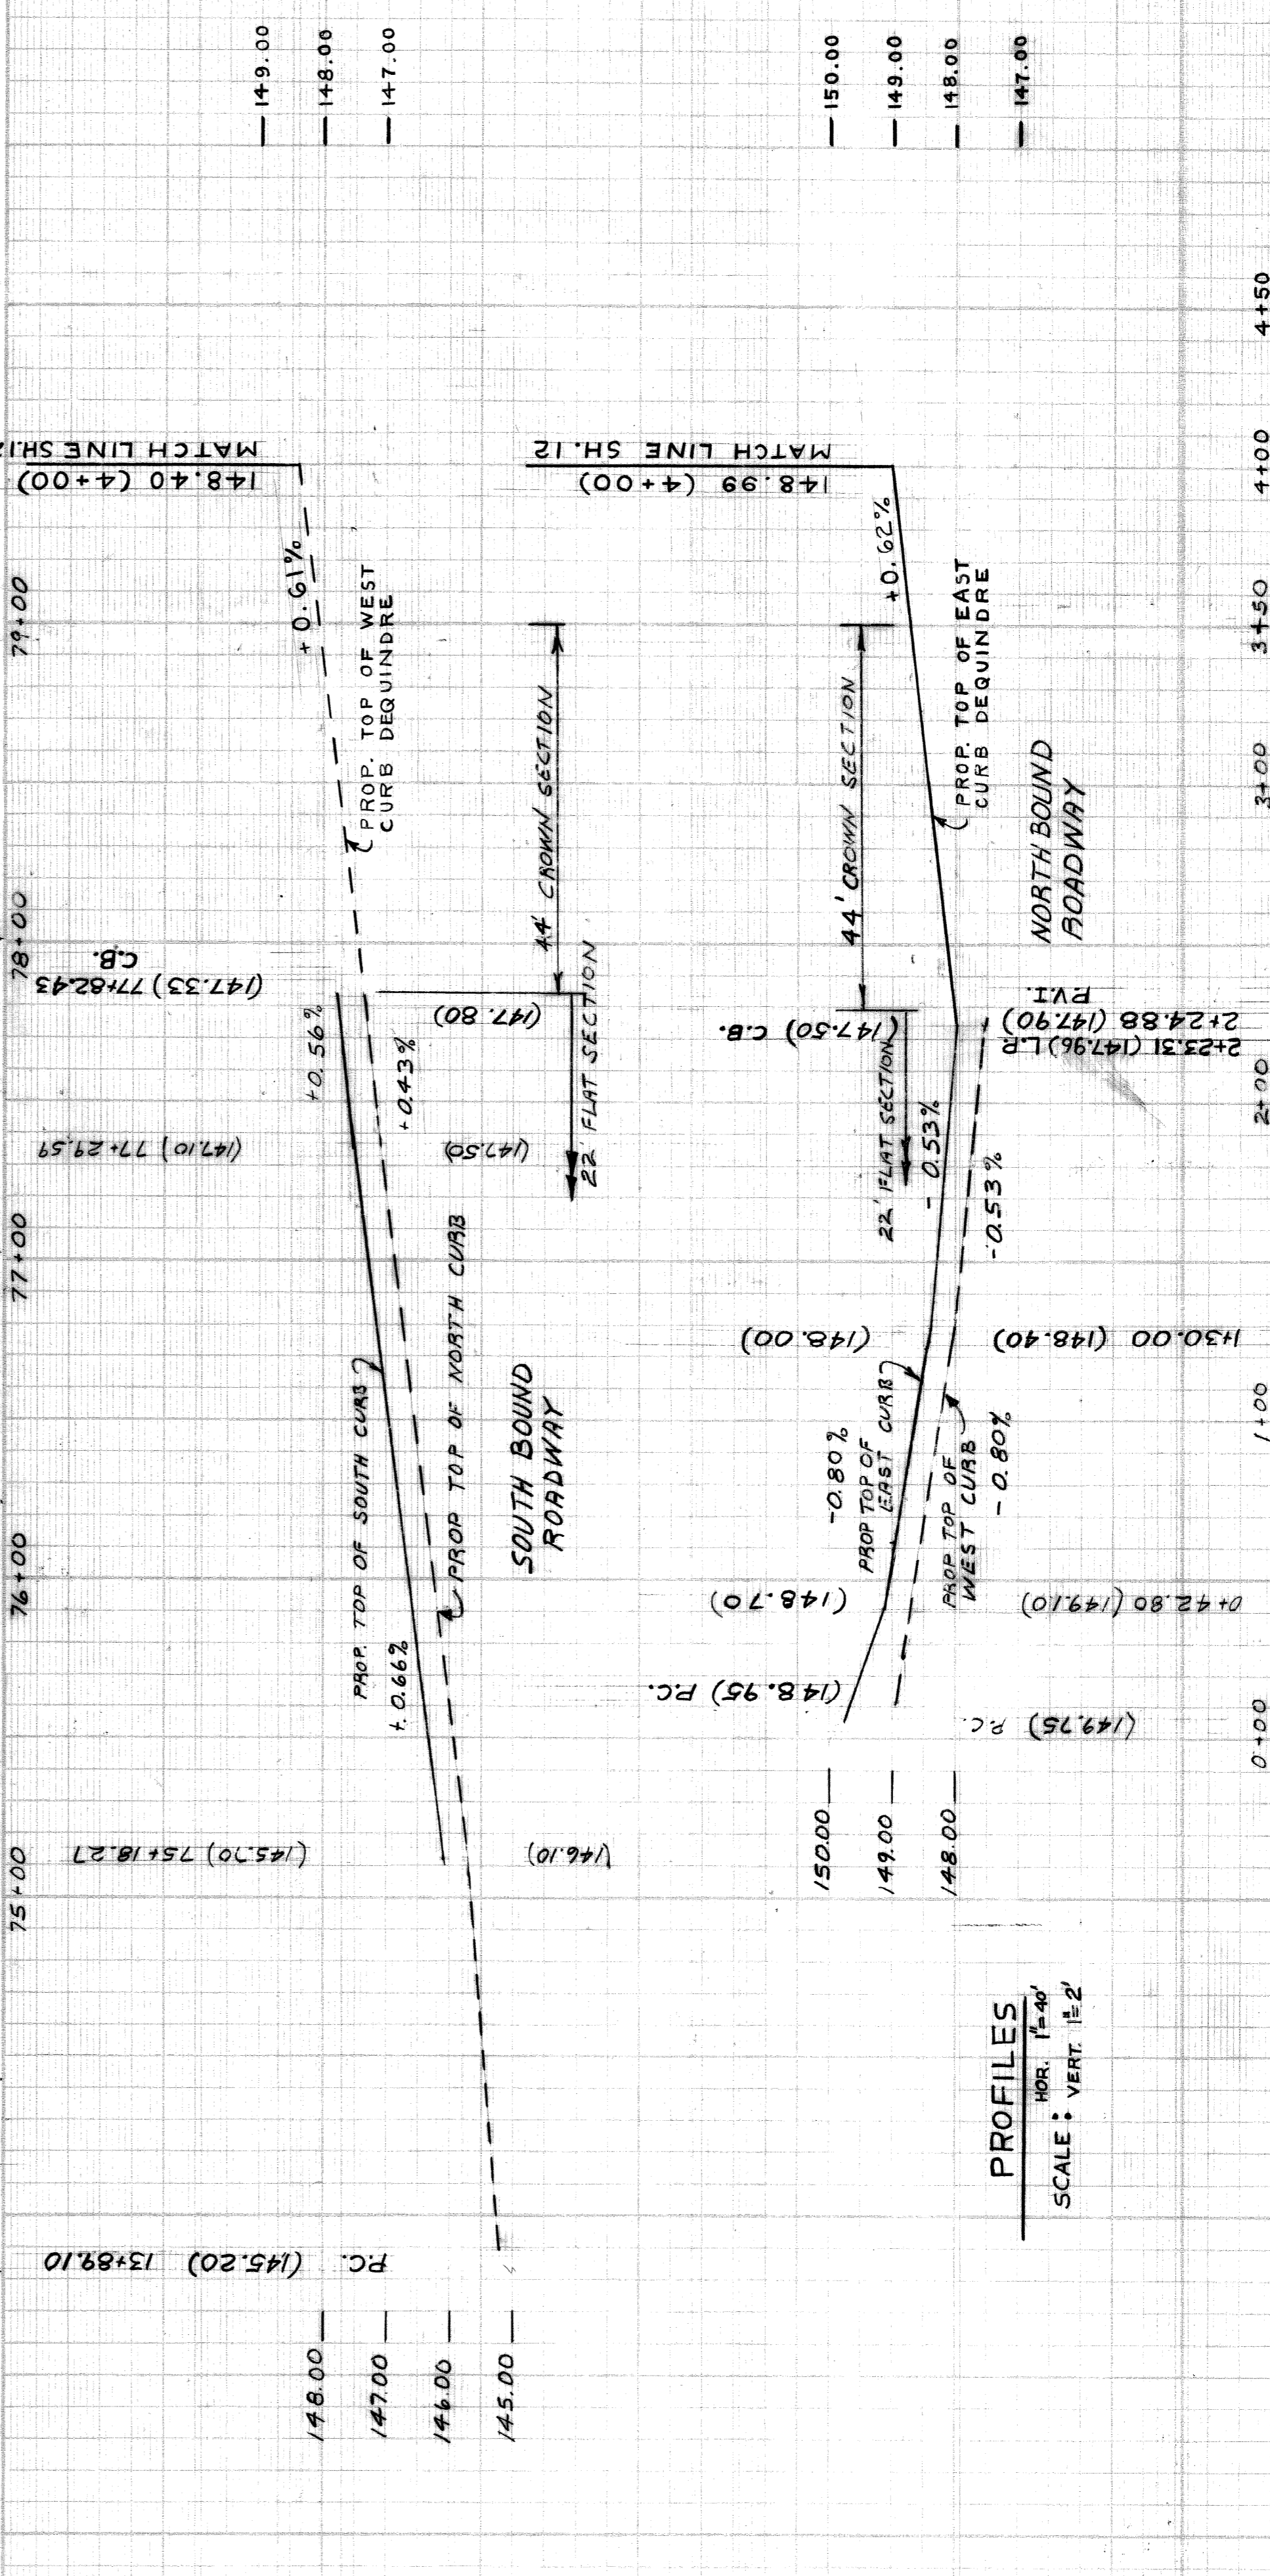 75+00
76+00
77+00
78+00
79+00
P.C. (145.20) 13+89.10
(145.70) 75+18.27
(146.10)
(147.10) 77+29.59
(147.50)
(147.33) 77+82.43
C.B.
(147.80)
148.40 (4+00)
MATCH LINE SH.12
149.00
148.00
147.00
148.00
147.00
146.00
145.00
PROP. TOP OF SOUTH CURB
+0.66%
PROP TOP OF NORTH CURB
+0.56%
+0.43%
+0.61%
PROP. TOP OF WEST
CURB DEQUINDRE
44' CROWN SECTION
22' FLAT SECTION
SOUTH BOUND
ROADWAY
148.99 (4+00)
MATCH LINE SH. 12
150.00
149.00
148.00
147.00
150.00
149.00
148.00
(148.95) P.C.
(148.70)
(148.00)
(147.50) C.B.
-0.80%
PROP TOP OF
EAST CURB
22' FLAT SECTION
44' CROWN SECTION
- 0.53%
+0.62%
PROP. TOP OF EAST
CURB DEQUINDRE
PROP TOP OF
WEST CURB
- 0.80%
-0.53%
NORTH BOUND
ROADWAY
(149.75) P.C.
0+42.80 (149.10)
1+30.00 (148.40)
2+23.31 (147.96) L.P.
2+24.88 (147.90)
P.V.I.
PROFILES
SCALE: HOR. 1"=40'
VERT. 1"=2'
0+00
1+00
2+00
3+00
3+50
4+00
4+50